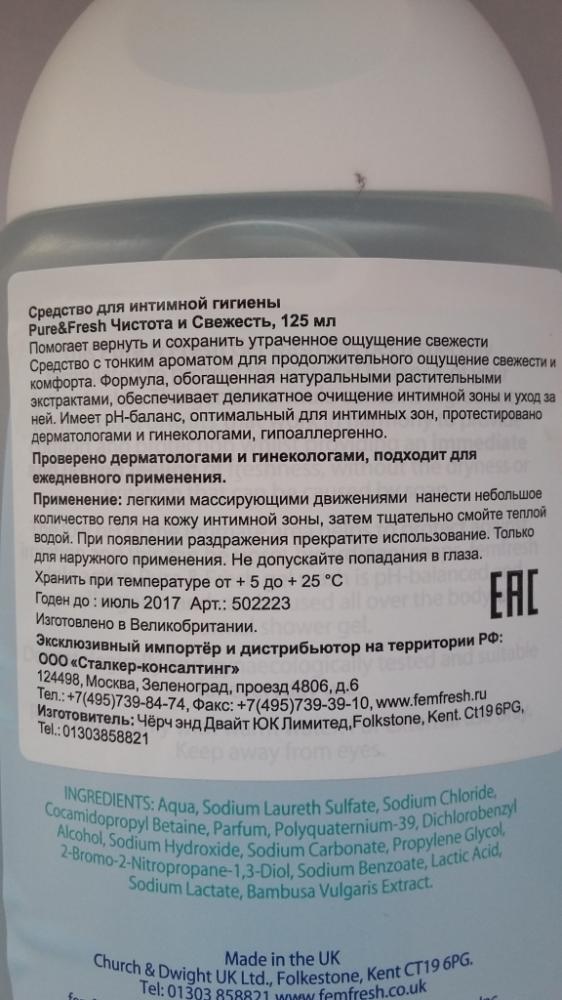 Средство для интимной гигиены
Pure&Fresh Чистота и Свежесть, 125 мл
Помогает вернуть и сохранить утраченное ощущение свежести
Средство с тонким ароматом для продолжительного ощущение свежести и
комфорта. Формула, обогащенная натуральными растительными
экстрактами, обеспечивает деликатное очищение интимной зоны и уход за
ней. Имеет pH-баланс, оптимальный для интимных зон, протестировано
дерматологами и гинекологами, гипоаллергенно.
Проверено дерматологами и гинекологами, подходит для
ежедневного применения.
Применение: легкими массирующими движениями нанести небольшое
количество геля на кожу интимной зоны, затем тщательно смойте теплой
водой. При появлении раздражения прекратите использование. Только
для наружного применения. Не допускайте попадания в глаза.
Хранить при температуре от + 5 до + 25 °C
Годен до : июль 2017 Арт.: 502223
EAC
Изготовлено в Великобритании.
Эксклюзивный импортёр и дистрибьютор на территории РФ:
ООО «Сталкер-консалтинг»
124498, Москва, Зеленоград, проезд 4806, д.6
Тел.: +7(495)739-84-74, Факс: +7(495)739-39-10, www.femfresh.ru
Изготовитель: Чёрч энд Двайт ЮК Лимитед, Folkstone, Kent. Ct19 6PG,
Tel.: 01303858821
Keep away from eyes.
INGREDIENTS: Aqua, Sodium Laureth Sulfate, Sodium Chloride,
Cocamidopropyl Betaine, Parfum, Polyquaternium-39, Dichlorobenzyl
Alcohol, Sodium Hydroxide, Sodium Carbonate, Propylene Glycol,
2-Bromo-2-Nitropropane-1,3-Diol, Sodium Benzoate, Lactic Acid,
Sodium Lactate, Bambusa Vulgaris Extract.
Made in the UK
Church & Dwight UK Ltd., Folkestone, Kent CT19 6PG.
Tel: 01303 858821 www.femfresh.co.uk